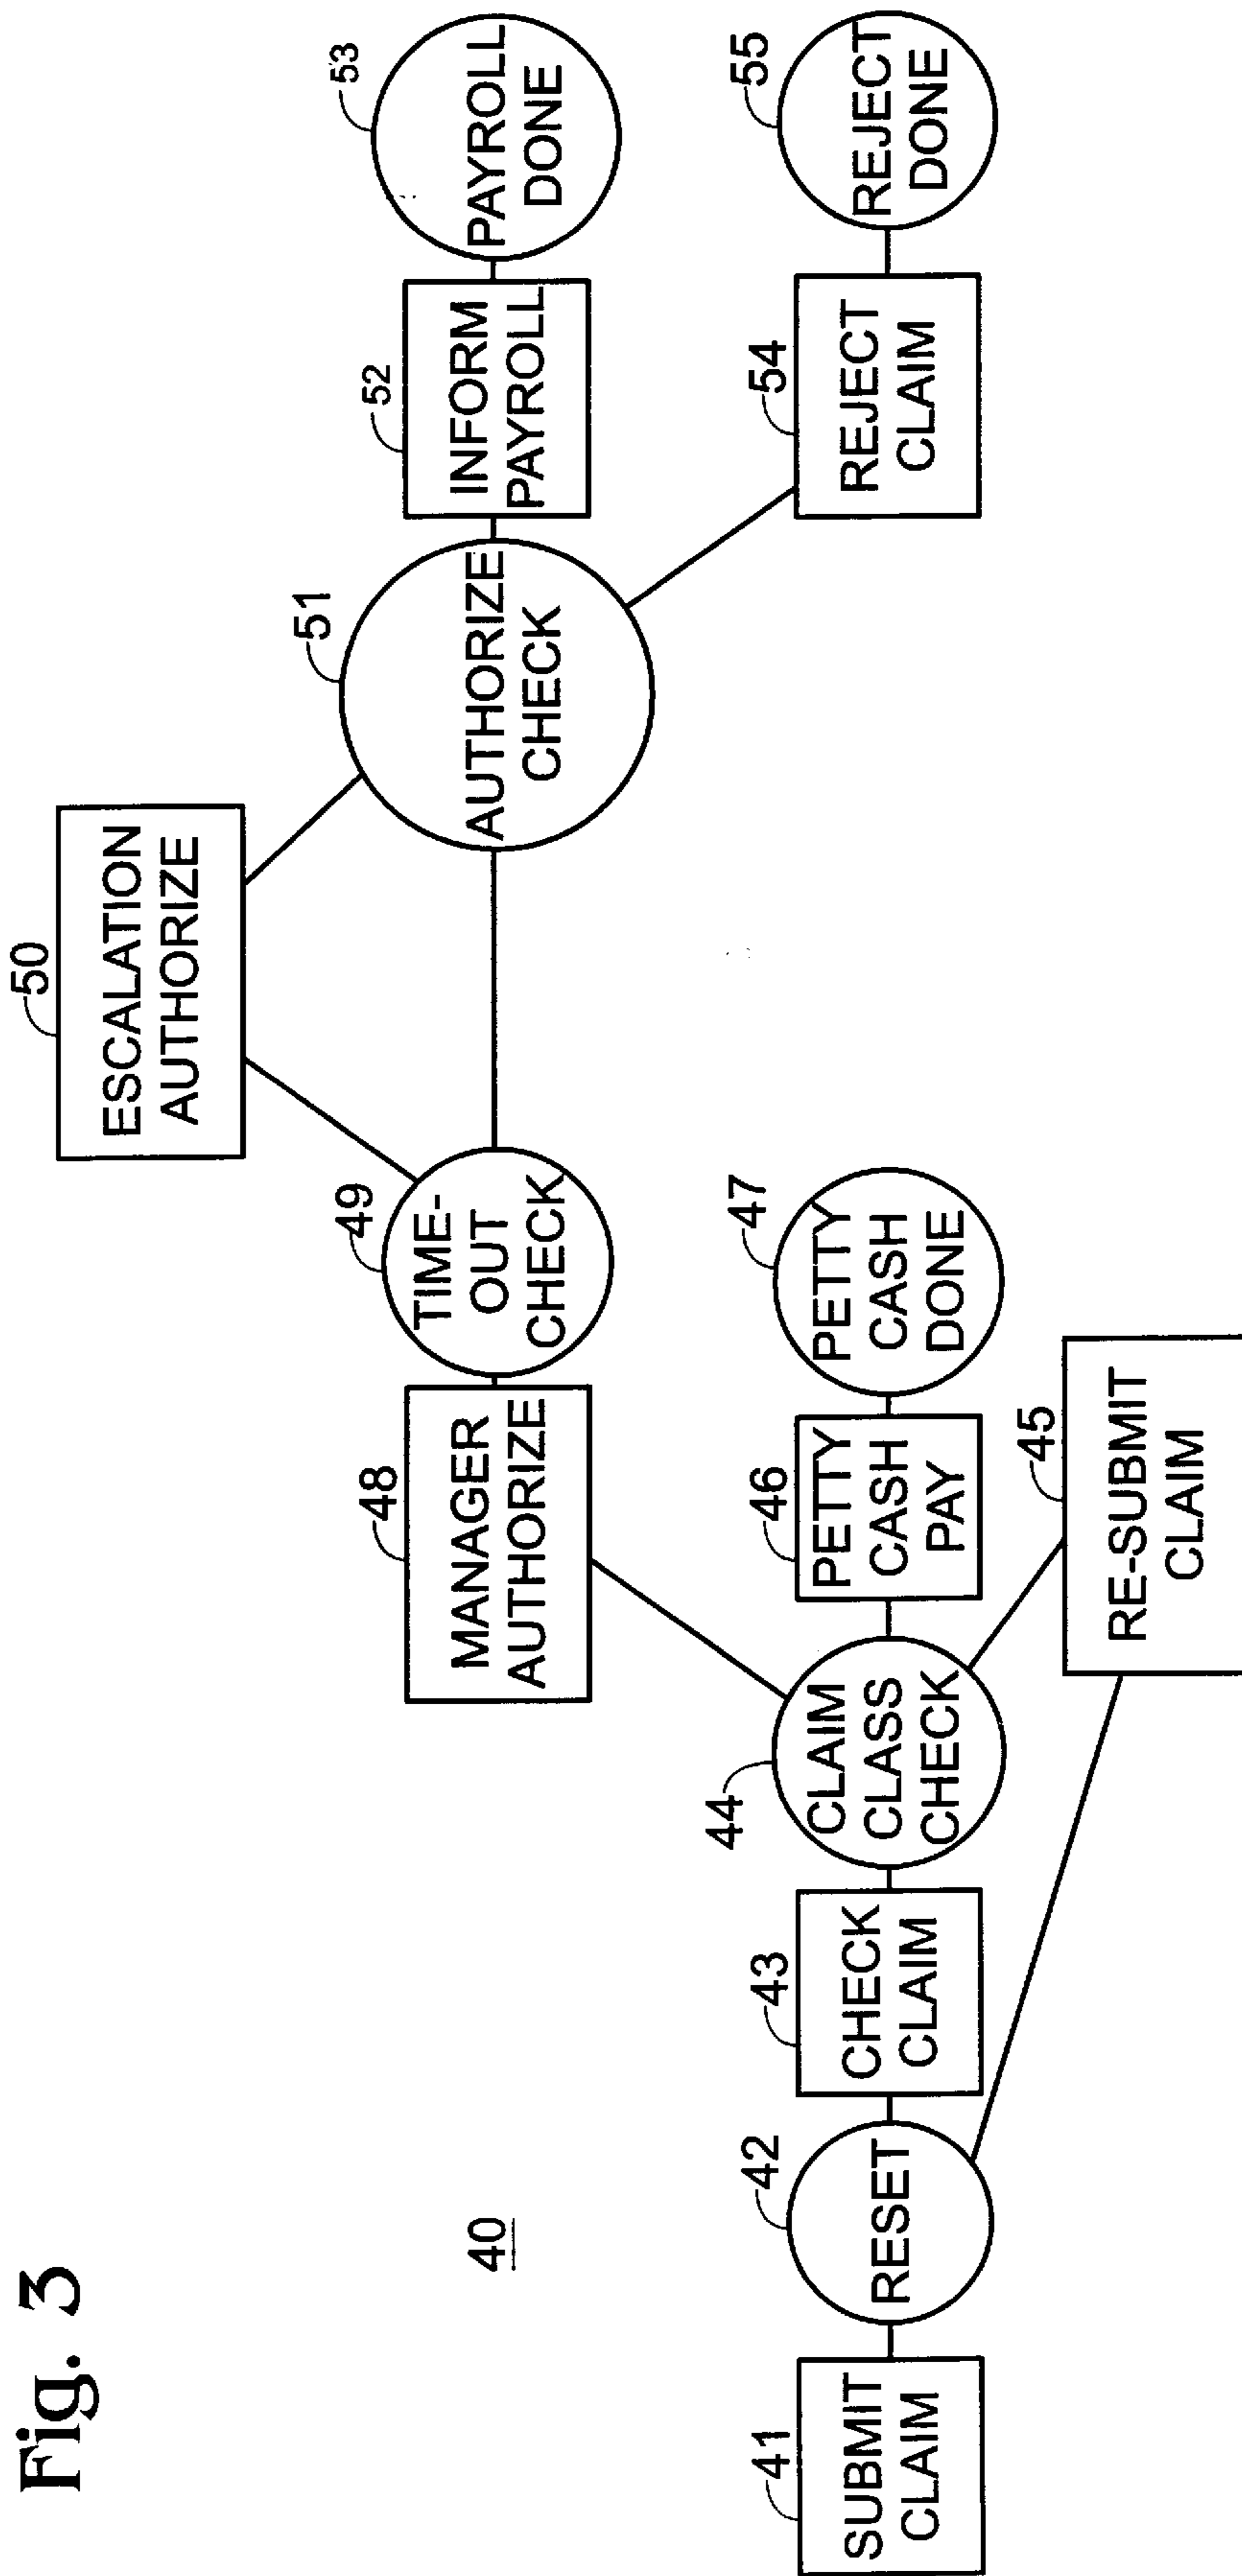 Fig. 3
40
41
SUBMIT
CLAIM
42
RESET
43
CHECK
CLAIM
44
CLAIM
CLASS
CHECK
45
RE-SUBMIT
CLAIM
46
PETTY
CASH
PAY
47
PETTY
CASH
DONE
48
MANAGER
AUTHORIZE
49
TIME-
OUT
CHECK
50
ESCALATION
AUTHORIZE
51
AUTHORIZE
CHECK
52
INFORM
PAYROLL
53
PAYROLL
DONE
54
REJECT
CLAIM
55
REJECT
DONE